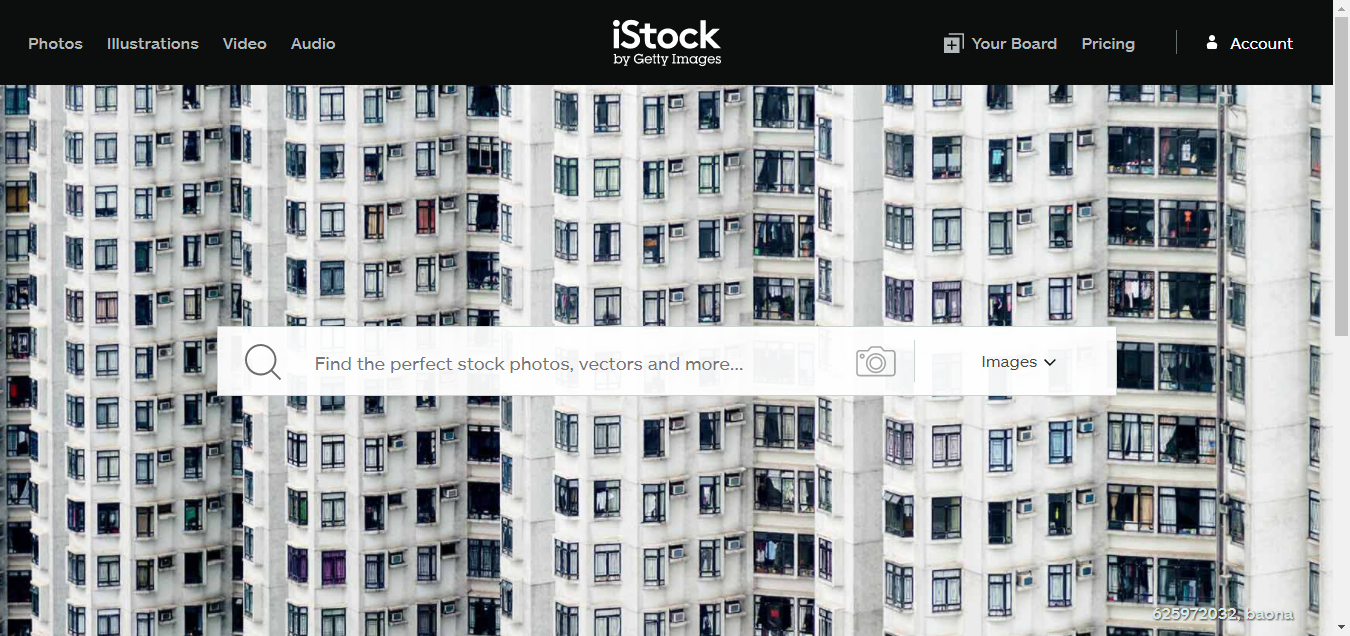 Photos Illustrations Video Audio
iStock
by Getty Images
Your Board Pricing Account
Find the perfect stock photos, vectors and more...
Images
625972032, baona